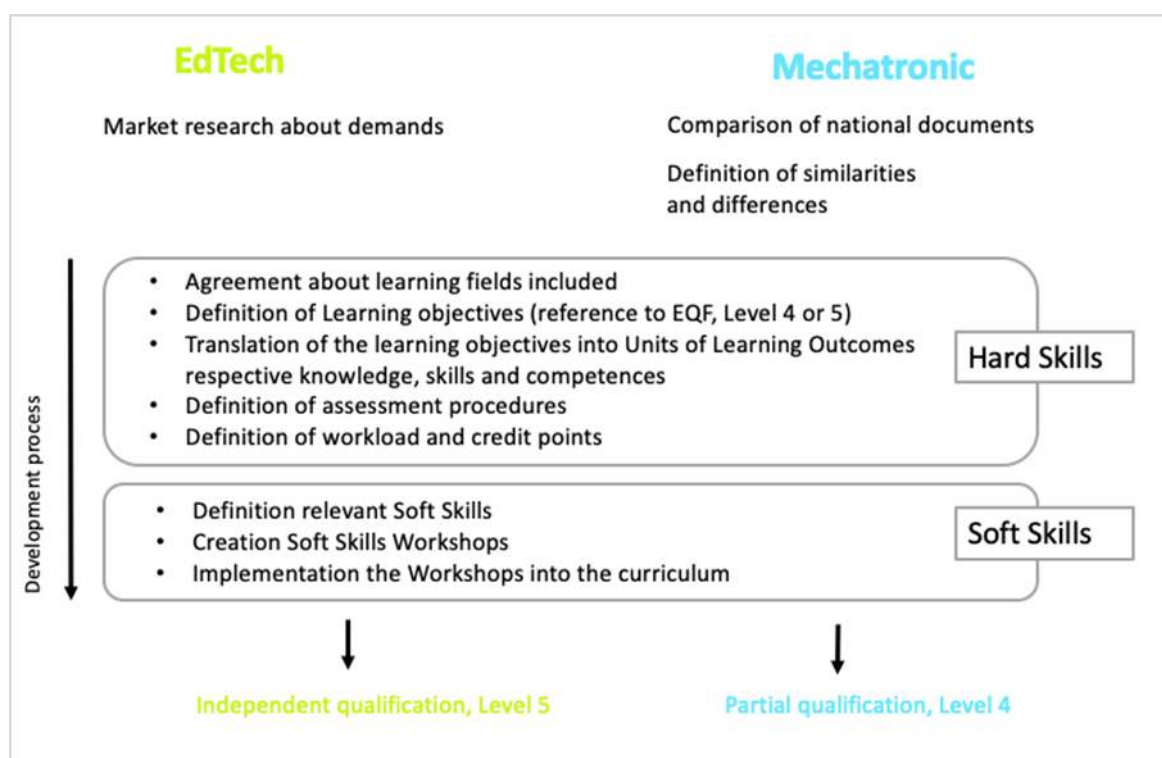 EdTech
Mechatronic
Market research about demands
Comparison of national documents
Definition of similarities
and differences
Development process
• Agreement about learning fields included
• Definition of Learning objectives (reference to EQF, Level 4 or 5)
• Translation of the learning objectives into Units of Learning Outcomes
respective knowledge, skills and competences
• Definition of assessment procedures
• Definition of workload and credit points
Hard Skills
• Definition relevant Soft Skills
• Creation Soft Skills Workshops
• Implementation the Workshops into the curriculum
Soft Skills
Independent qualification, Level 5
Partial qualification, Level 4